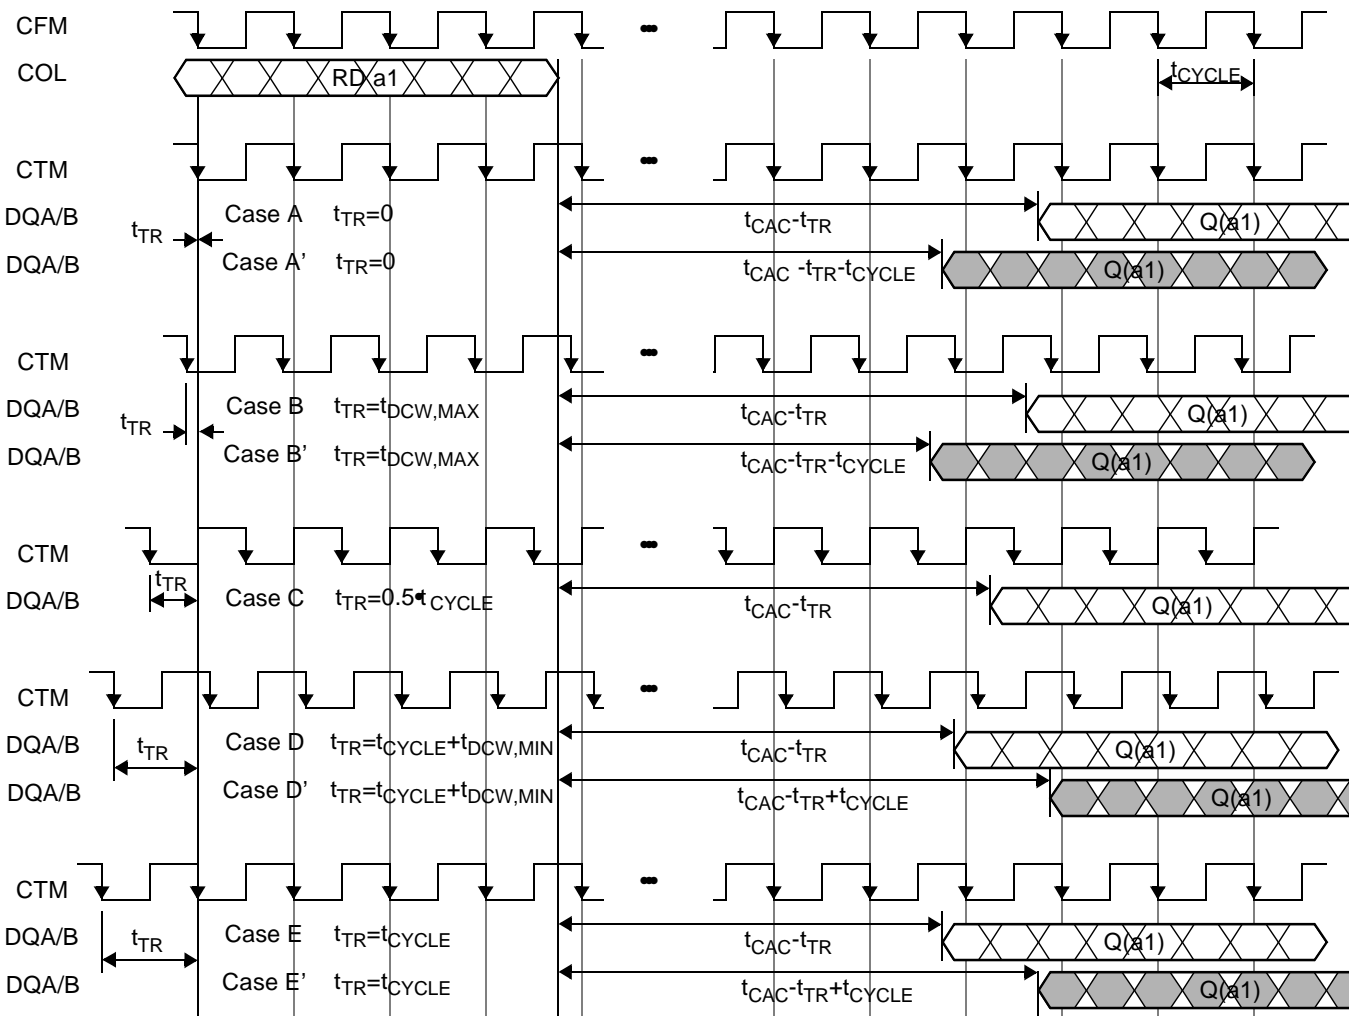 CFM
COL RD a1 tCYCLE
CTM
DQA/B Case A tTR=0 tCAC-tTR Q(a1)
tTR
DQA/B Case A’ tTR=0 tCAC -tTR-tCYCLE Q(a1)
CTM
DQA/B Case B tTR=tDCW,MAX tCAC-tTR Q(a1)
tTR
DQA/B Case B’ tTR=tDCW,MAX tCAC-tTR-tCYCLE Q(a1)
CTM
tTR
DQA/B Case C tTR=0.5•tCYCLE tCAC-tTR Q(a1)
CTM
DQA/B tTR Case D tTR=tCYCLE+tDCW,MIN tCAC-tTR Q(a1)
DQA/B Case D’ tTR=tCYCLE+tDCW,MIN tCAC-tTR+tCYCLE Q(a1)
CTM
DQA/B tTR Case E tTR=tCYCLE tCAC-tTR Q(a1)
DQA/B Case E’ tTR=tCYCLE tCAC-tTR+tCYCLE Q(a1)